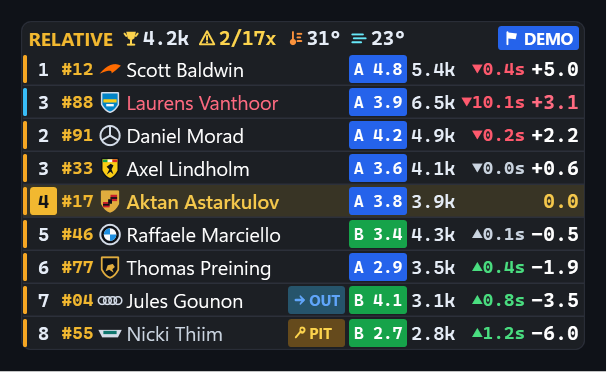 RELATIVE 4.2k 2/17x 31° 23° DEMO
1 #12 Scott Baldwin A 4.8 5.4k ▼0.4s +5.0
3 #88 Laurens Vanthoor A 3.9 6.5k ▼10.1s +3.1
2 #91 Daniel Morad A 4.2 4.9k ▼0.2s +2.2
3 #33 Axel Lindholm A 3.6 4.1k ▼0.0s +0.6
4 #17 Aktan Astarkulov A 3.8 3.9k 0.0
5 #46 Raffaele Marciello B 3.4 4.3k ▲0.1s −0.5
6 #77 Thomas Preining A 2.9 3.5k ▲0.4s −1.9
7 #04 Jules Gounon → OUT B 4.1 3.1k ▲0.8s −3.5
8 #55 Nicki Thiim PIT B 2.7 2.8k ▲1.2s −6.0